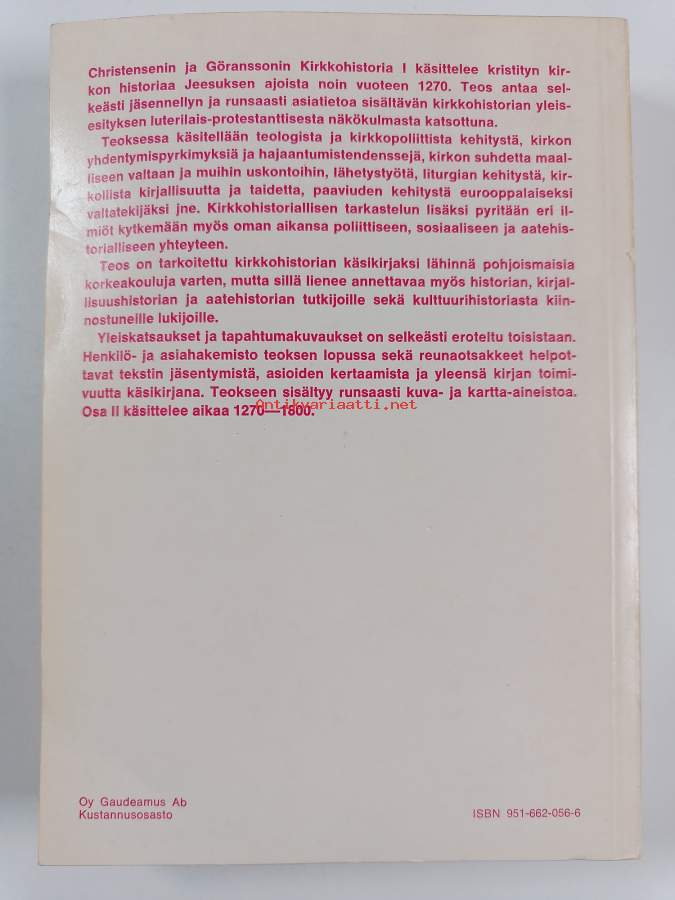 Christensenin ja Göranssonin Kirkkohistoria I käsittelee kristityn kir-
kon historiaa Jeesuksen ajoista noin vuoteen 1270. Teos antaa sel-
keästi jäsennellyn ja runsaasti asiatietoa sisältävän kirkkohistorian yleis-
esityksen luterilais-protestanttisesta näkökulmasta katsottuna.
Teoksessa käsitellään teologista ja kirkkopoliittista kehitystä, kirkon
yhdentymispyrkimyksiä ja hajaantumistendenssejä, kirkon suhdetta maal-
liseen valtaan ja muihin uskontoihin, lähetystyötä, liturgian kehitystä, kir-
kollista kirjallisuutta ja taidetta, paaviuden kehitystä eurooppalaiseksi
valtatekijäksi jne. Kirkkohistoriallisen tarkastelun lisäksi pyritään eri il-
miöt kytkemään myös oman aikansa poliittiseen, sosiaaliseen ja aatehis-
torialliseen yhteyteen.
Teos on tarkoitettu kirkkohistorian käsikirjaksi lähinnä pohjoismaisia
korkeakouluja varten, mutta sillä lienee annettavaa myös historian, kirjal-
lisuushistorian ja aatehistorian tutkijoille sekä kulttuurihistoriasta kiin-
nostuneille lukijoille.
Yleiskatsaukset ja tapahtumakuvaukset on selkeästi eroteltu toisistaan.
Henkilö- ja asiahakemisto teoksen lopussa sekä reunaotsakkeet helpot-
tavat tekstin jäsentymistä, asioiden kertaamista ja yleensä kirjan toimi-
vuutta käsikirjana. Teokseen sisältyy runsaasti kuva- ja kartta-aineistoa.
Antikvariaatti.net
Osa II käsittelee aikaa 1270—1800.
Oy Gaudeamus Ab
Kustannusosasto
ISBN 951-662-056-6